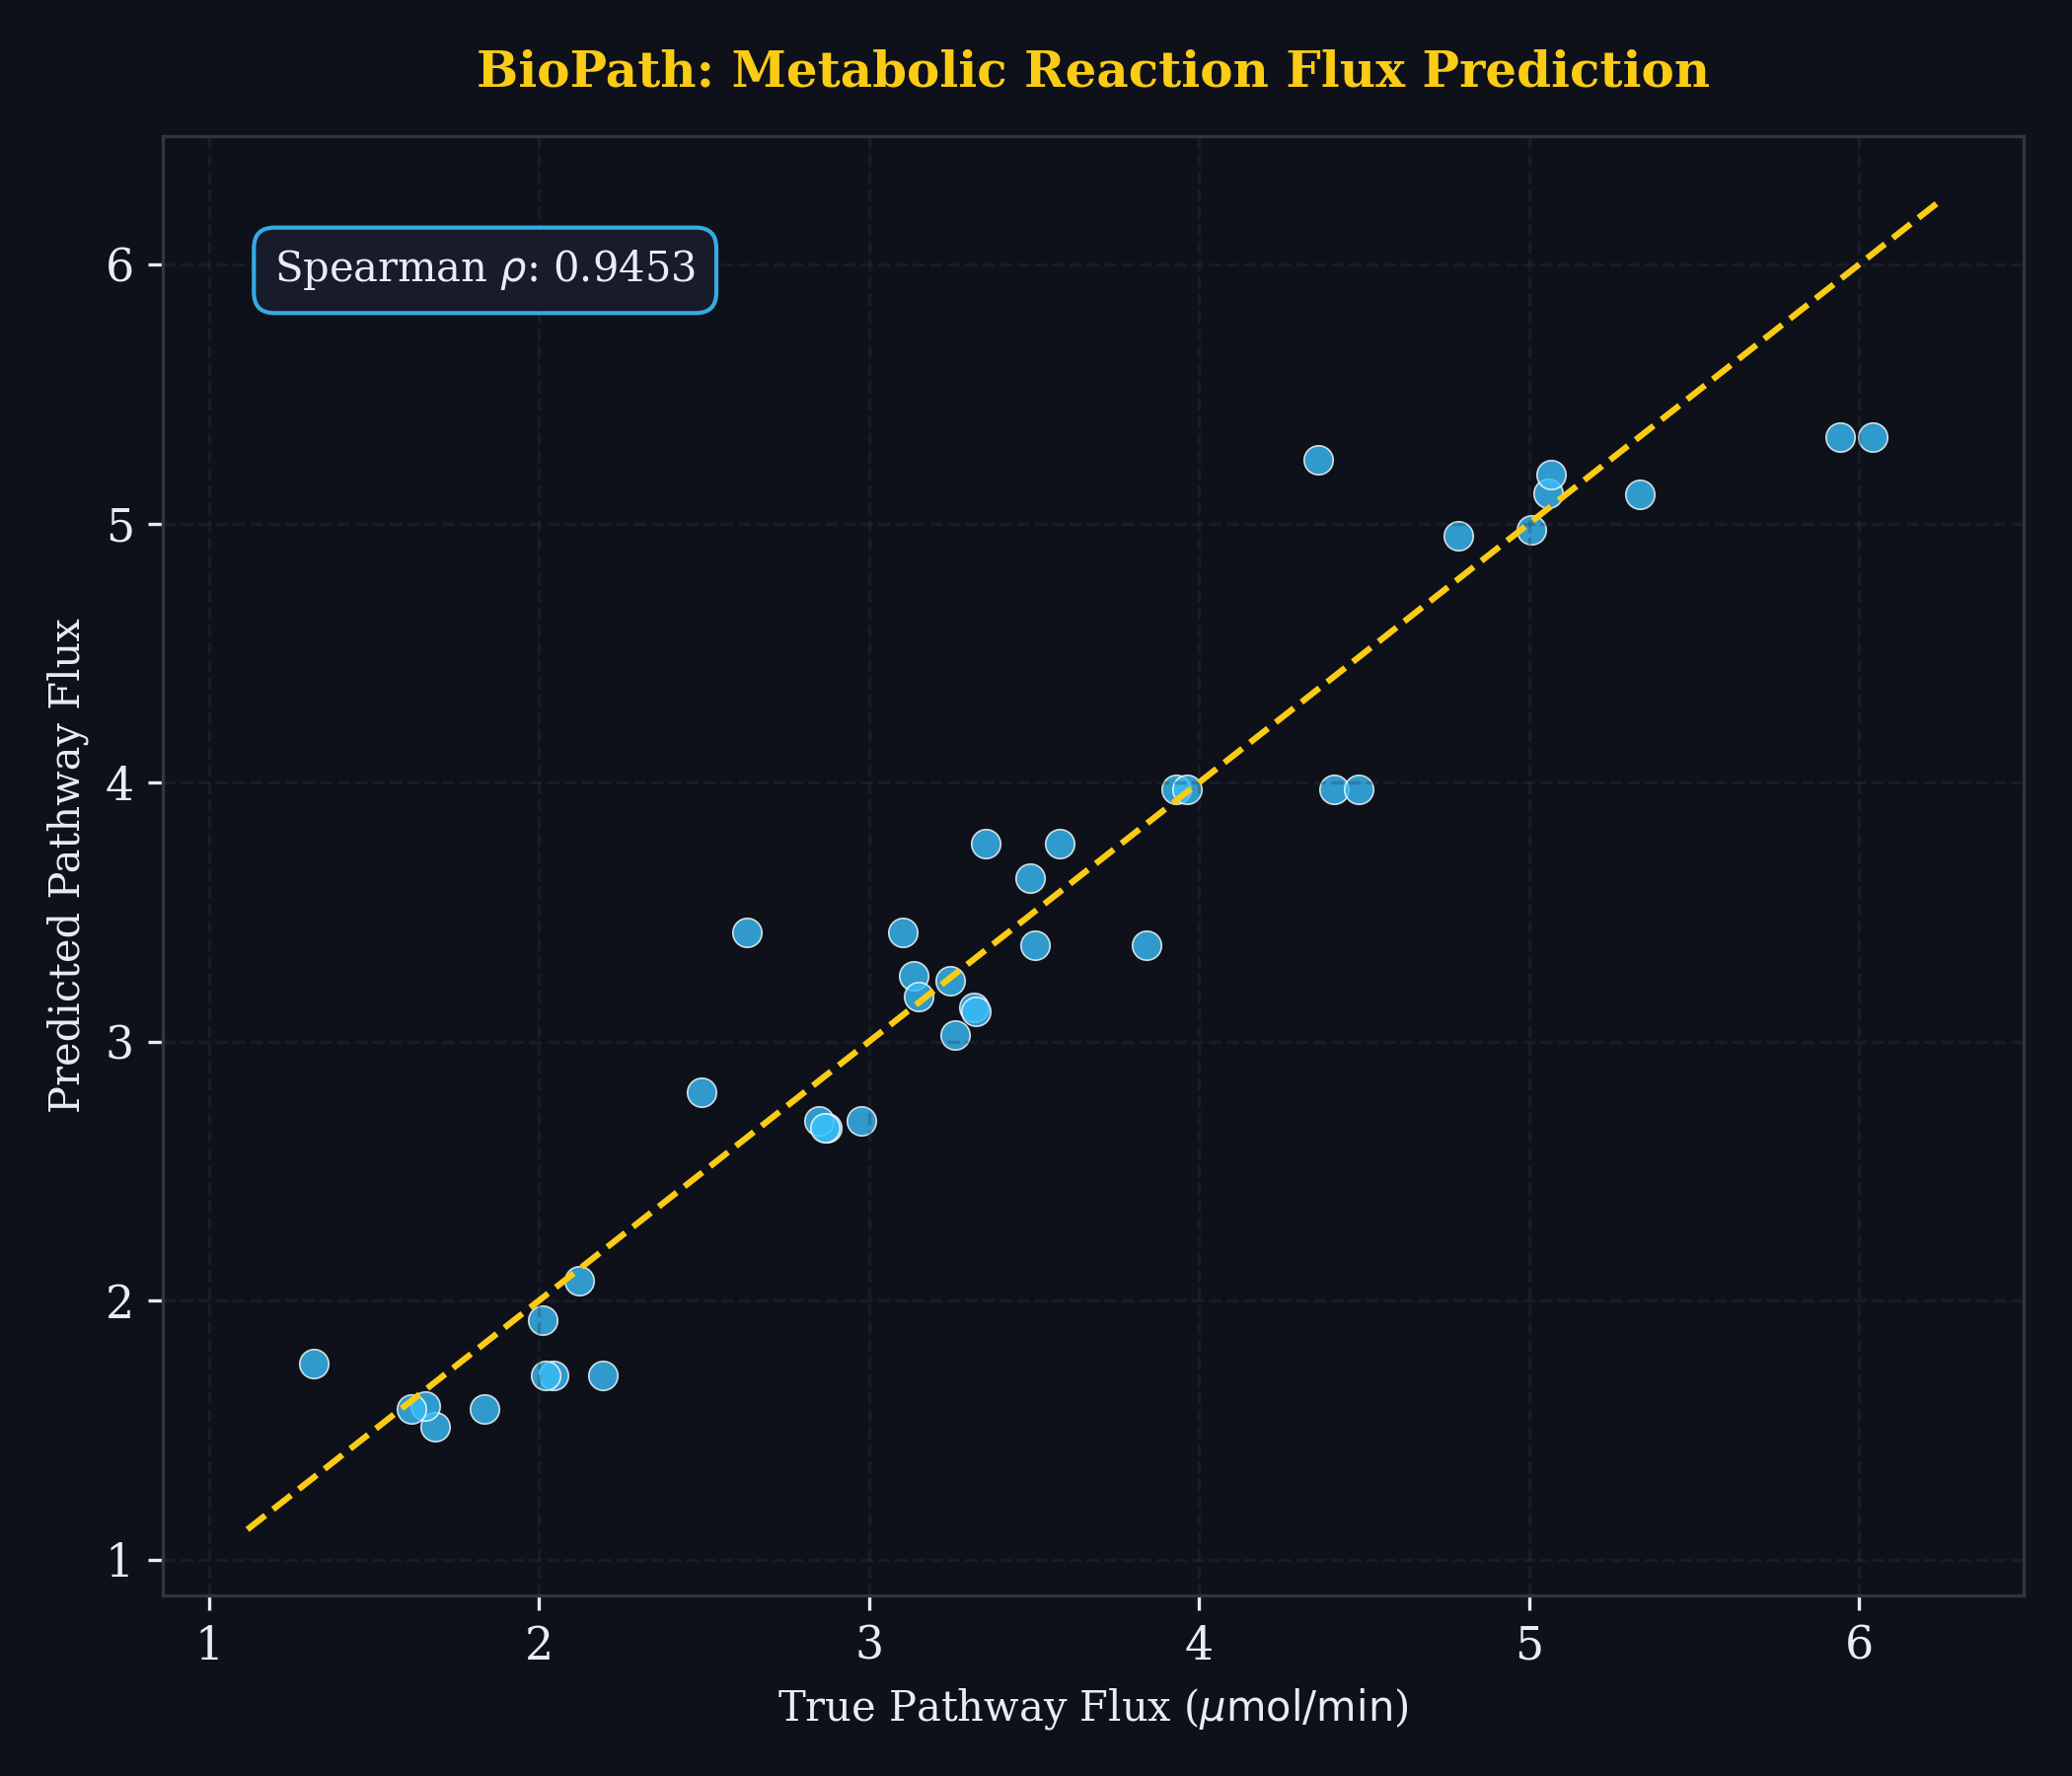 BioPath: Metabolic Reaction Flux Prediction
Spearman ρ: 0.9453
Predicted Pathway Flux
6
5
4
3
2
1
1 2 3 4 5 6
True Pathway Flux (μmol/min)